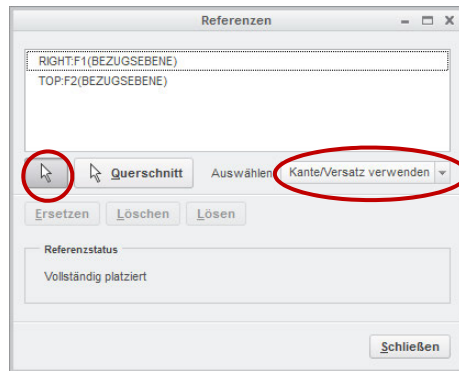 Referenzen
RIGHT:F1(BEZUGSEBENE)
TOP:F2(BEZUGSEBENE)
Querschnitt Auswählen Kante/Versatz verwenden
Ersetzen Löschen Lösen
Referenzstatus
Vollständig platziert
Schließen